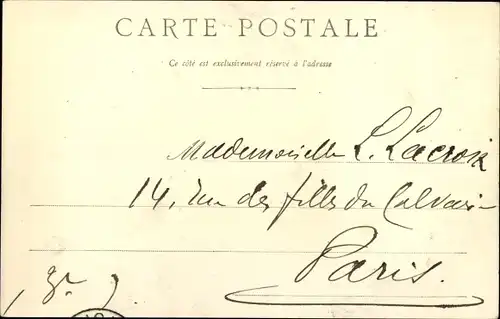 CARTE POSTALE
Ce côté est exclusivement réservé à l'adresse
Mademoiselle L. Lacroix
14, rue des filles du Calvaire
Paris.